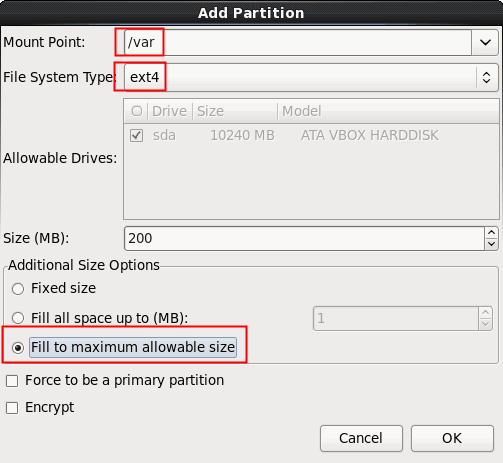 Add Partition
Mount Point: /var
File System Type: ext4
Drive Size Model
sda 10240 MB ATA VBOX HARDDISK
Allowable Drives:
Size (MB): 200
Additional Size Options
Fixed size
Fill all space up to (MB): 1
Fill to maximum allowable size
Force to be a primary partition
Encrypt
Cancel OK